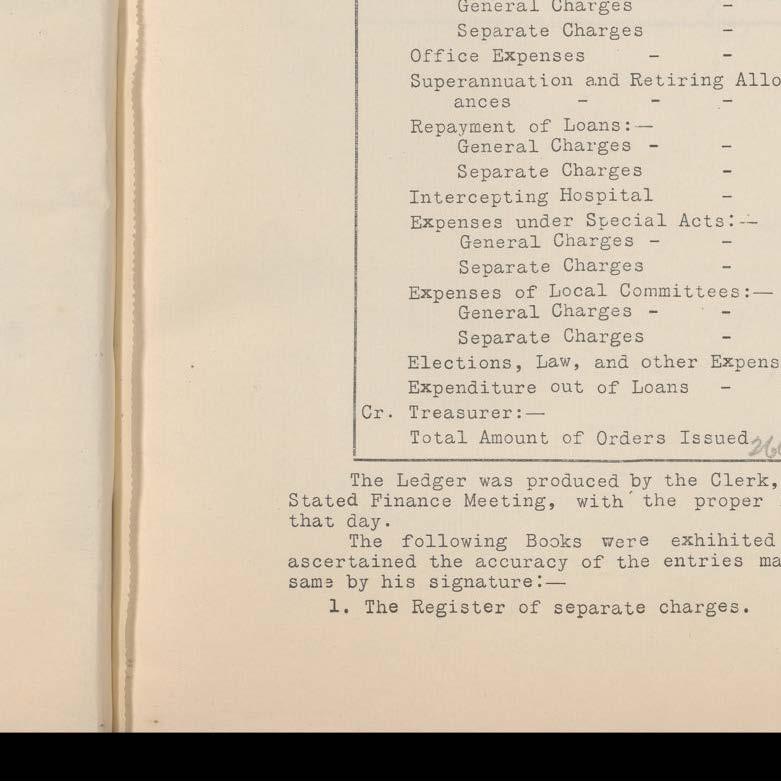 General Charges -
Separate Charges -
Office Expenses - -
Superannuation and Retiring Allo
ances - - -
Repayment of Loans:—
General Charges - -
Separate Charges -
Intercepting Hospital -
Expenses under Special Acts:—
General Charges - -
Separate Charges -
Expenses of Local Committees:—
General Charges - -
Separate Charges -
Elections, Law, and other Expens
Expenditure out of Loans -
Cr. Treasurer:—
Total Amount of Orders Issued
The Ledger was produced by the Clerk,
Stated Finance Meeting, with the proper
that day.
The following Books were exhihited
ascertained the accuracy of the entries ma
same by his signature:—
1. The Register of separate charges.